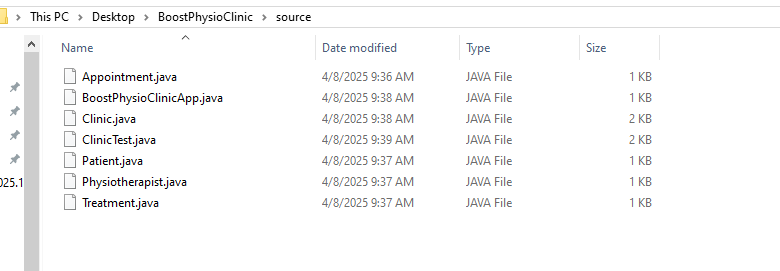 This PC > Desktop > BoostPhysioClinic > source
Name Date modified Type Size
Appointment.java 4/8/2025 9:36 AM JAVA File 1 KB
BoostPhysioClinicApp.java 4/8/2025 9:38 AM JAVA File 1 KB
Clinic.java 4/8/2025 9:38 AM JAVA File 2 KB
ClinicTest.java 4/8/2025 9:39 AM JAVA File 2 KB
Patient.java 4/8/2025 9:37 AM JAVA File 1 KB
Physiotherapist.java 4/8/2025 9:37 AM JAVA File 1 KB
025.1
Treatment.java 4/8/2025 9:37 AM JAVA File 1 KB